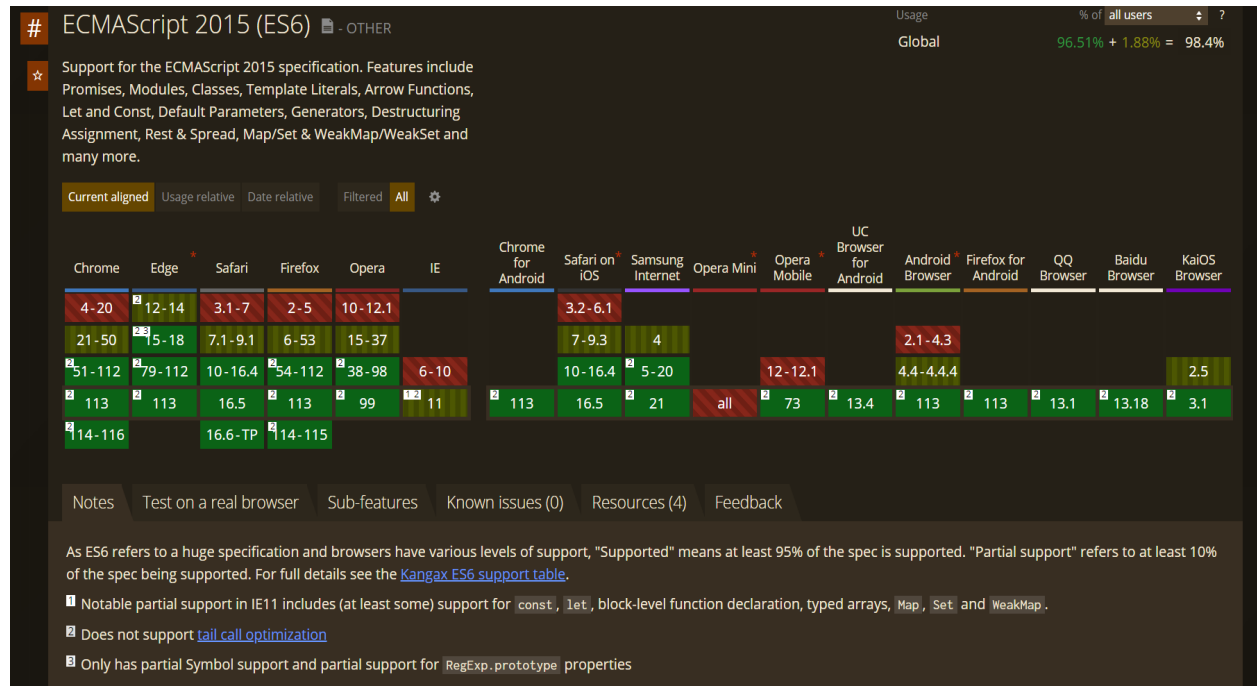 #
ECMAScript 2015 (ES6) - OTHER
Usage % of all users ?
Global 96.51% + 1.88% = 98.4%
☆
Support for the ECMAScript 2015 specification. Features include
Promises, Modules, Classes, Template Literals, Arrow Functions,
Let and Const, Default Parameters, Generators, Destructuring
Assignment, Rest & Spread, Map/Set & WeakMap/WeakSet and
many more.
Current aligned Usage relative Date relative Filtered All
Chrome Edge * Safari Firefox Opera IE Chrome for Android Safari on iOS * Samsung Internet Opera Mini * Opera Mobile * UC Browser for Android Android Browser * Firefox for Android QQ Browser Baidu Browser KaiOS Browser
4-20 2 12-14 3.1-7 2-5 10-12.1 3.2-6.1
21-50 2 3 15-18 7.1-9.1 6-53 15-37 7-9.3 4 2.1-4.3
2 51-112 2 79-112 10-16.4 2 54-112 2 38-98 6-10 10-16.4 2 5-20 12-12.1 4.4-4.4.4 2.5
2 113 2 113 16.5 2 113 2 99 1 2 11 2 113 16.5 2 21 all 2 73 2 13.4 2 113 2 113 2 13.1 2 13.18 2 3.1
2 114-116 16.6-TP 2 114-115
Notes Test on a real browser Sub-features Known issues (0) Resources (4) Feedback
As ES6 refers to a huge specification and browsers have various levels of support, "Supported" means at least 95% of the spec is supported. "Partial support" refers to at least 10%
of the spec being supported. For full details see the Kangax ES6 support table.
1 Notable partial support in IE11 includes (at least some) support for const, let, block-level function declaration, typed arrays, Map, Set and WeakMap.
2 Does not support tail call optimization
3 Only has partial Symbol support and partial support for RegExp.prototype properties